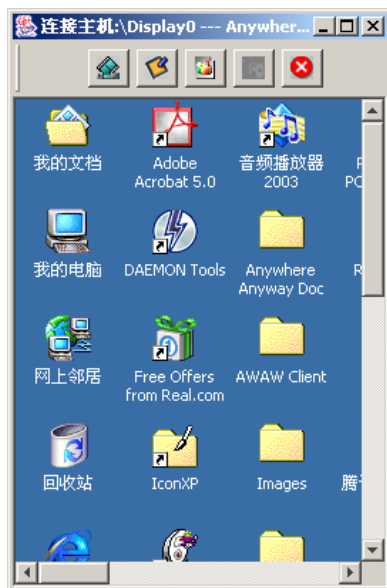 连接主机:\Display0 --- Anywher...
我的文档
Adobe
Acrobat 5.0
音频播放器
2003
PC
我的电脑
DAEMON Tools
Anywhere
Anyway Doc
R
网上邻居
Free Offers
from Real.com
AWAW Client
回收站
IconXP
Images
腾